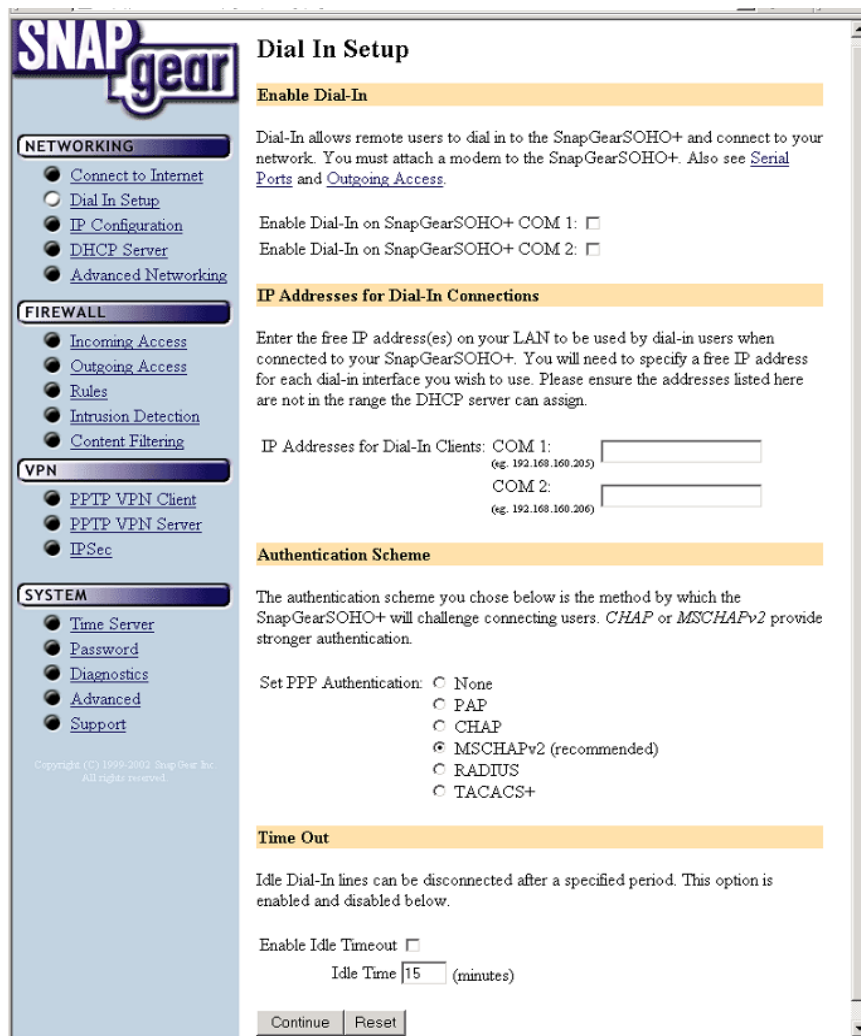 SNAP
gear
NETWORKING
Connect to Internet
Dial In Setup
IP Configuration
DHCP Server
Advanced Networking
FIREWALL
Incoming Access
Outgoing Access
Rules
Intrusion Detection
Content Filtering
VPN
PPTP VPN Client
PPTP VPN Server
IPSec
SYSTEM
Time Server
Password
Diagnostics
Advanced
Support
Copyright (C) 1999-2002 SnapGear Inc
All rights reserved.
Dial In Setup
Enable Dial-In
Dial-In allows remote users to dial in to the SnapGearSOHO+ and connect to your
network. You must attach a modem to the SnapGearSOHO+. Also see Serial
Ports and Outgoing Access.
Enable Dial-In on SnapGearSOHO+ COM 1:
Enable Dial-In on SnapGearSOHO+ COM 2:
IP Addresses for Dial-In Connections
Enter the free IP address(es) on your LAN to be used by dial-in users when
connected to your SnapGearSOHO+. You will need to specify a free IP address
for each dial-in interface you wish to use. Please ensure the addresses listed here
are not in the range the DHCP server can assign.
IP Addresses for Dial-In Clients: COM 1:
(eg. 192.168.160.205)
COM 2:
(eg. 192.168.160.206)
Authentication Scheme
The authentication scheme you chose below is the method by which the
SnapGearSOHO+ will challenge connecting users. CHAP or MSCHAPv2 provide
stronger authentication.
Set PPP Authentication: None
PAP
CHAP
MSCHAPv2 (recommended)
RADIUS
TACACS+
Time Out
Idle Dial-In lines can be disconnected after a specified period. This option is
enabled and disabled below.
Enable Idle Timeout
Idle Time 15 (minutes)
Continue Reset